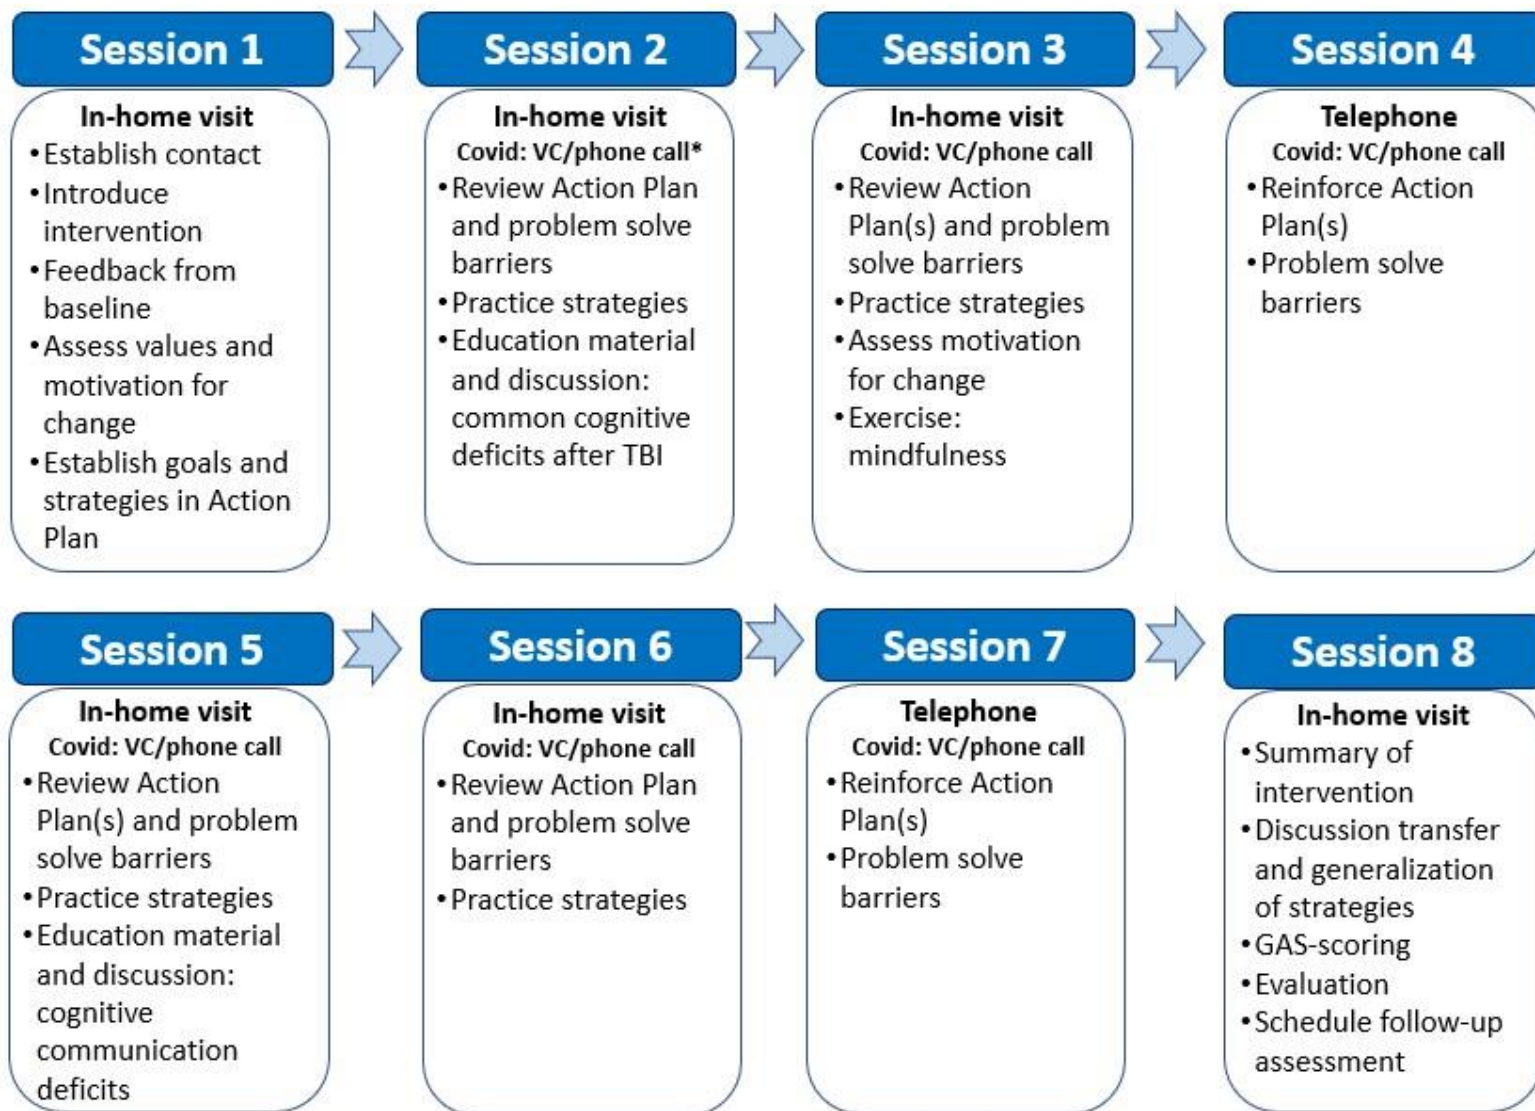 Session 1
In-home visit
•Establish contact
•Introduce
intervention
•Feedback from
baseline
•Assess values and
motivation for
change
•Establish goals and
strategies in Action
Plan
Session 2
In-home visit
Covid: VC/phone call*
•Review Action Plan
and problem solve
barriers
•Practice strategies
•Education material
and discussion:
common cognitive
deficits after TBI
Session 3
In-home visit
Covid: VC/phone call
•Review Action
Plan(s) and problem
solve barriers
•Practice strategies
•Assess motivation
for change
•Exercise:
mindfulness
Session 4
Telephone
Covid: VC/phone call
•Reinforce Action
Plan(s)
•Problem solve
barriers
Session 5
In-home visit
Covid: VC/phone call
•Review Action
Plan(s) and problem
solve barriers
•Practice strategies
•Education material
and discussion:
cognitive
communication
deficits
Session 6
In-home visit
Covid: VC/phone call
•Review Action Plan
and problem solve
barriers
•Practice strategies
Session 7
Telephone
Covid: VC/phone call
•Reinforce Action
Plan(s)
•Problem solve
barriers
Session 8
In-home visit
•Summary of
intervention
•Discussion transfer
and generalization
of strategies
•GAS-scoring
•Evaluation
•Schedule follow-up
assessment